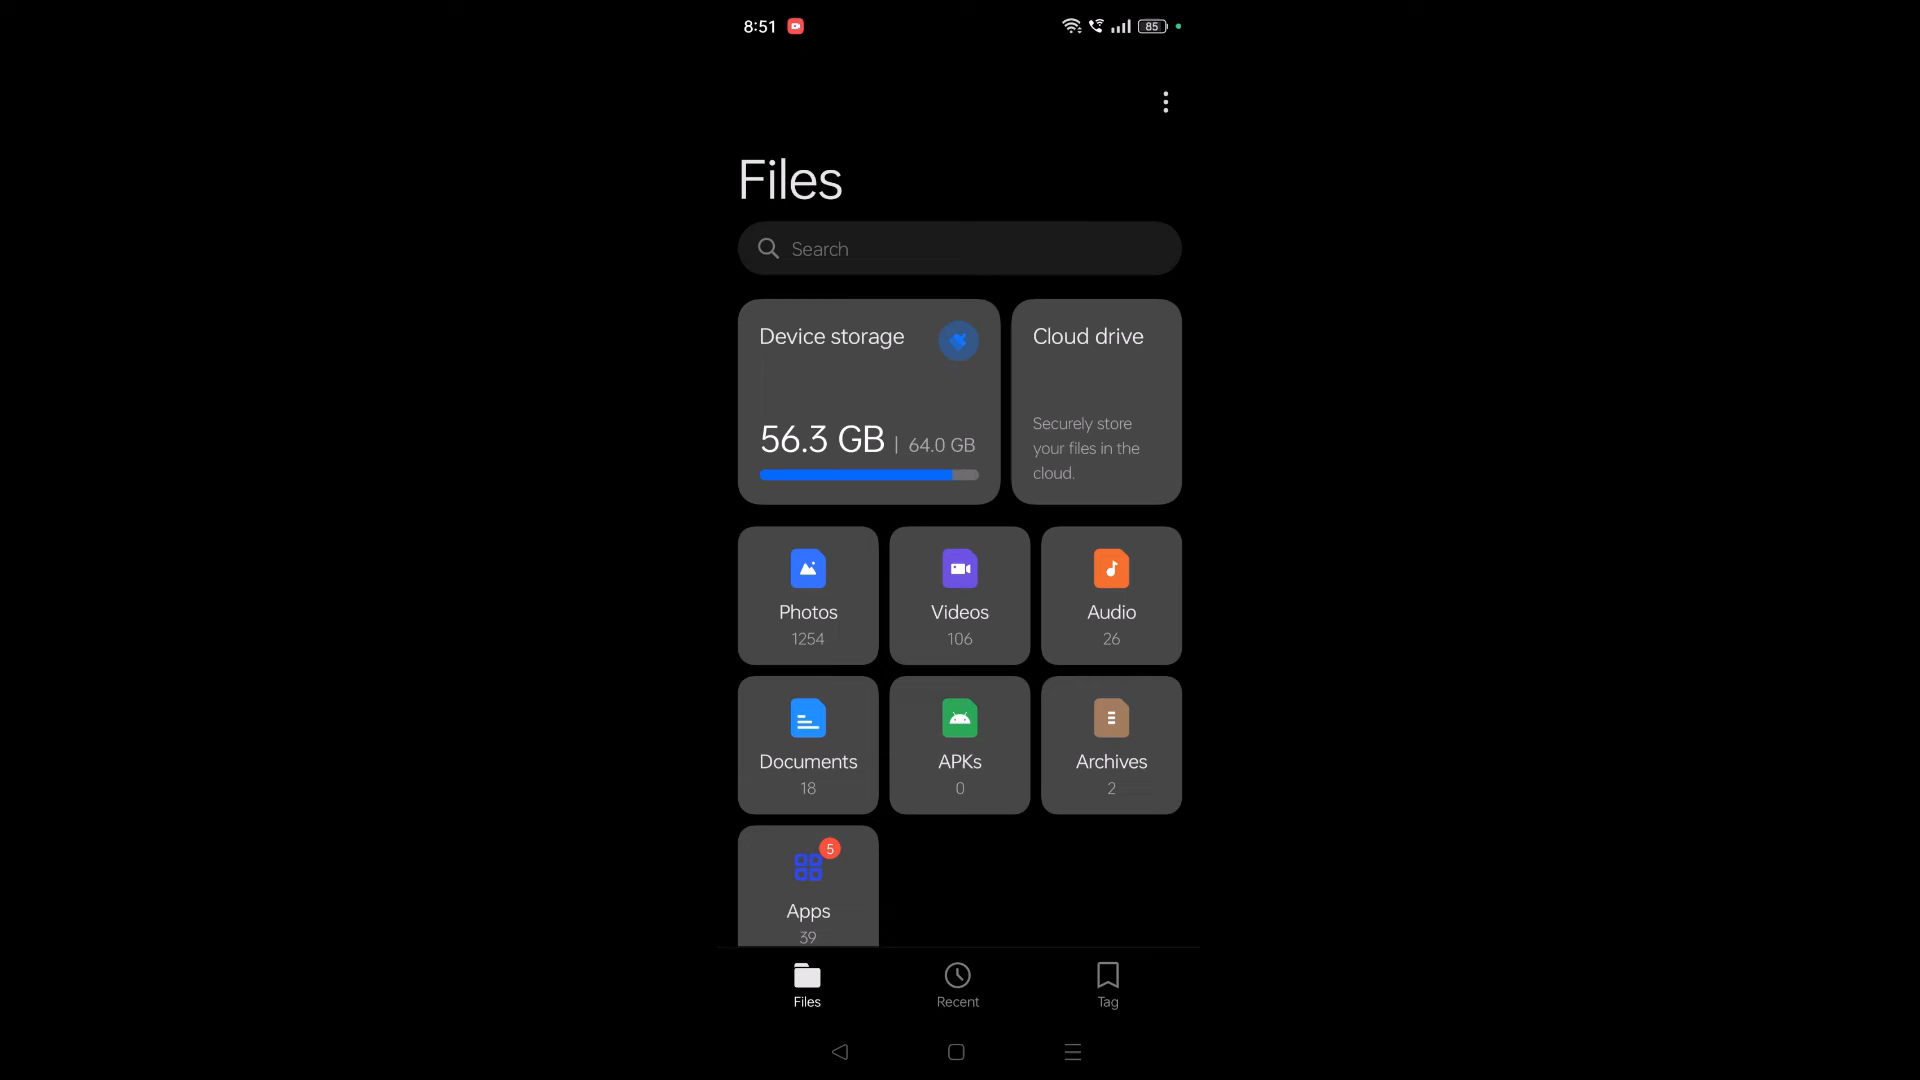 8:51
85
Files
Search
Device storage
56.3 GB | 64.0 GB
Cloud drive
Securely store
your files in the
cloud.
Photos
1254
Videos
106
Audio
26
Documents
18
APKs
0
Archives
2
5
Apps
39
Files
Recent
Tag